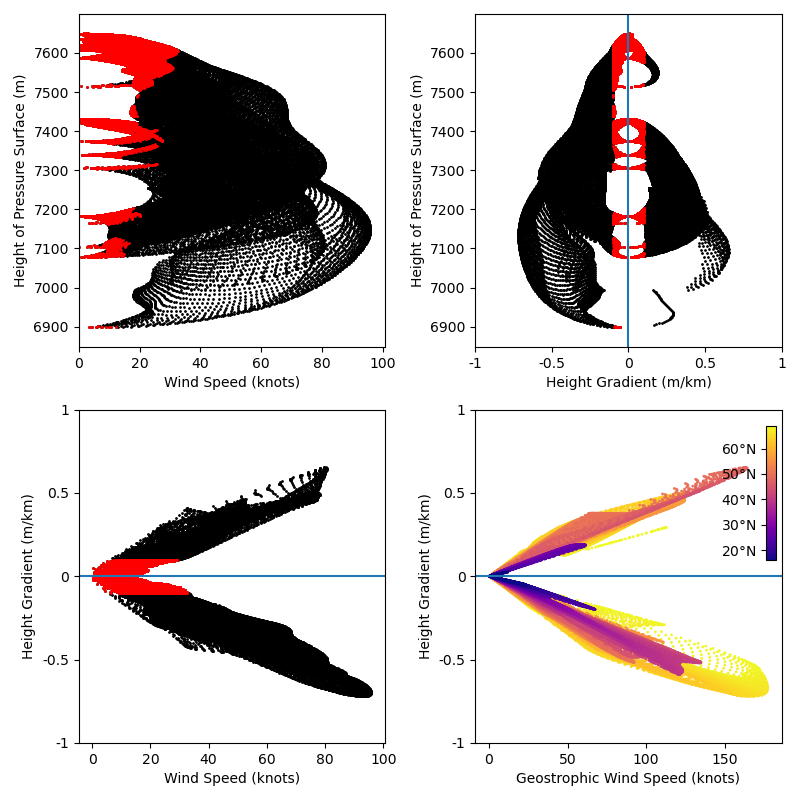 7600
7500
7400
7300
7200
7100
7000
6900
Height of Pressure Surface (m)
0 20 40 60 80 100
Wind Speed (knots)
7600
7500
7400
7300
7200
7100
7000
6900
Height of Pressure Surface (m)
-1 -0.5 0 0.5 1
Height Gradient (m/km)
1
0.5
0
-0.5
-1
Height Gradient (m/km)
0 20 40 60 80 100
Wind Speed (knots)
1
0.5
0
-0.5
-1
Height Gradient (m/km)
60°N
50°N
40°N
30°N
20°N
0 50 100 150
Geostrophic Wind Speed (knots)